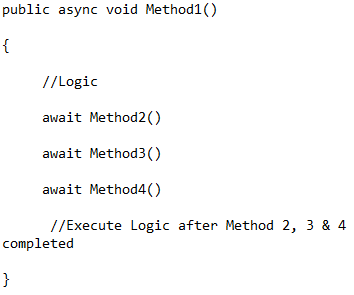 public async void Method1()
{
//Logic
await Method2()
await Method3()
await Method4()
//Execute Logic after Method 2, 3 & 4
completed
}